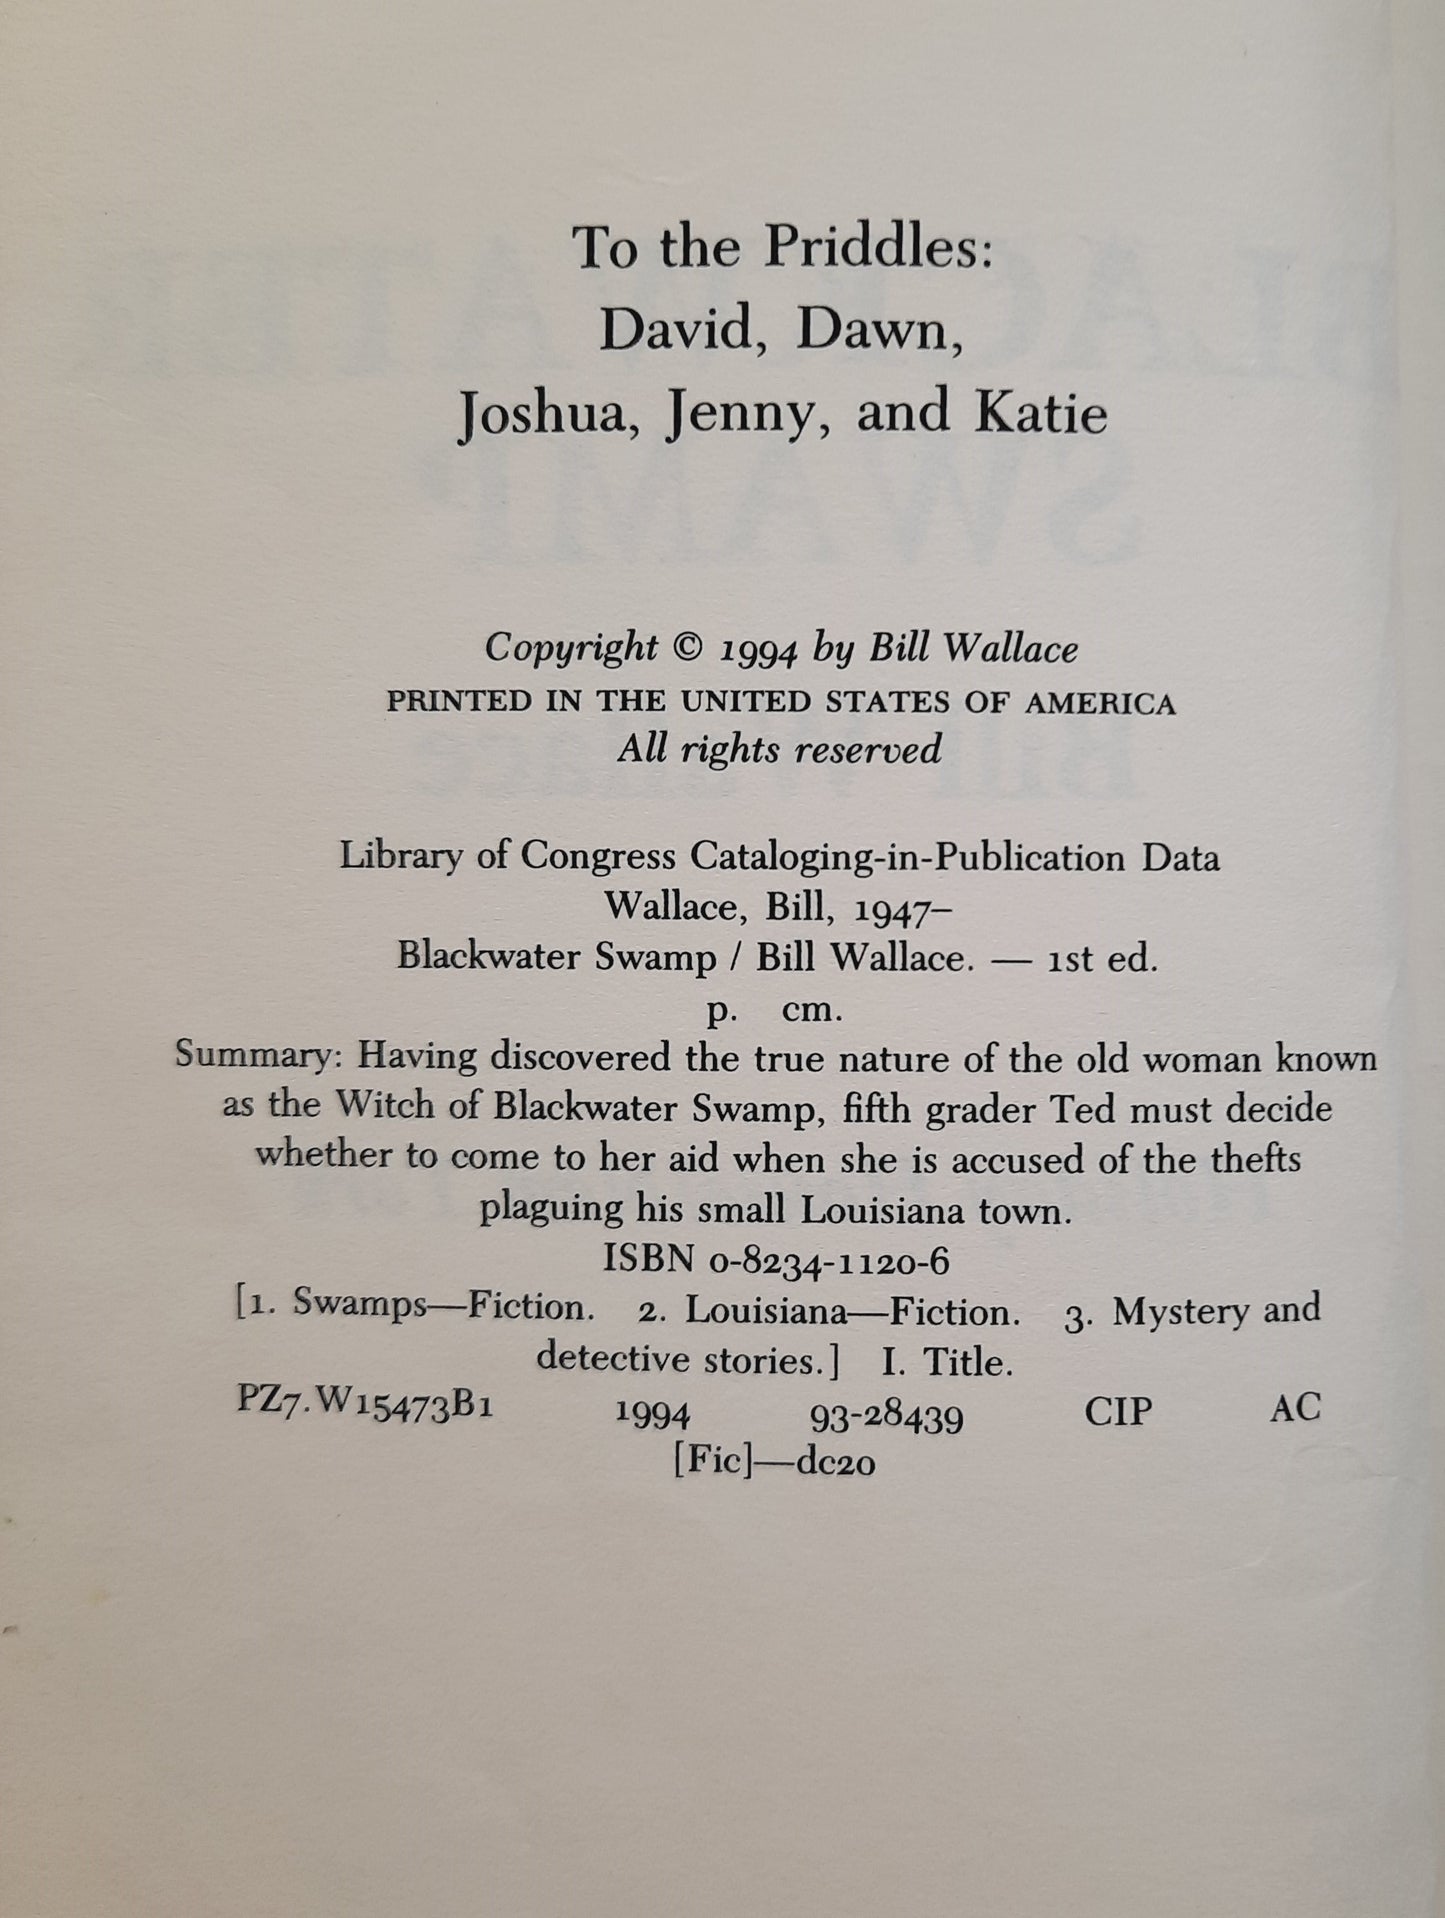 To the Priddles:
David, Dawn,
Joshua, Jenny, and Katie
Copyright © 1994 by Bill Wallace
PRINTED IN THE UNITED STATES OF AMERICA
All rights reserved
Library of Congress Cataloging-in-Publication Data
Wallace, Bill, 1947–
Blackwater Swamp / Bill Wallace. — 1st ed.
p. cm.
Summary: Having discovered the true nature of the old woman known
as the Witch of Blackwater Swamp, fifth grader Ted must decide
whether to come to her aid when she is accused of the thefts
plaguing his small Louisiana town.
ISBN 0-8234-1120-6
[1. Swamps—Fiction. 2. Louisiana—Fiction. 3. Mystery and
detective stories.] I. Title.
PZ7.W15473B1 1994 93-28439 CIP AC
[Fic]—dc20